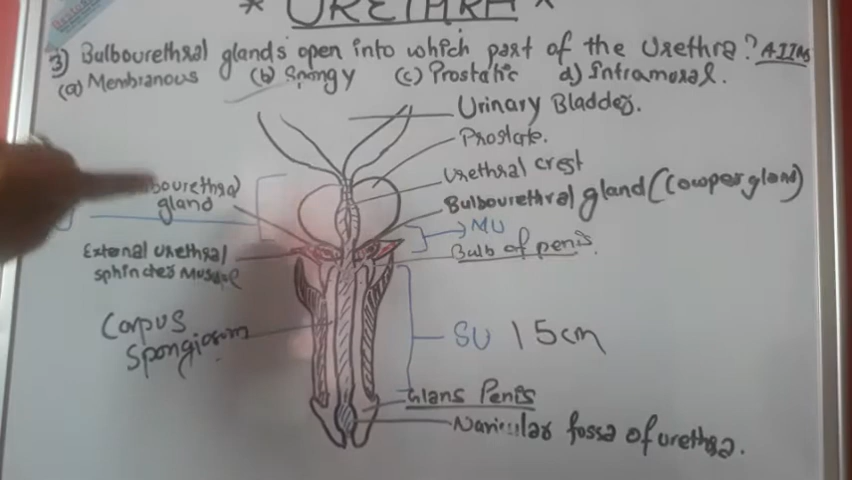 * URETHRA *
3) Bulbourethral glands open into which part of the Urethra? AIIMS
(a) Membranous (b) Spongy (c) Prostatic d) Intramural.
Urinary Bladder.
Prostate.
Urethral crest
bourethral
gland
Bulbourethral gland (Cowper gland)
MU
External urethral
sphincter Muscle
Bulb of penis.
Corpus
Spongiosum
SU 15cm
Glans Penis
Navicular fossa of urethra.